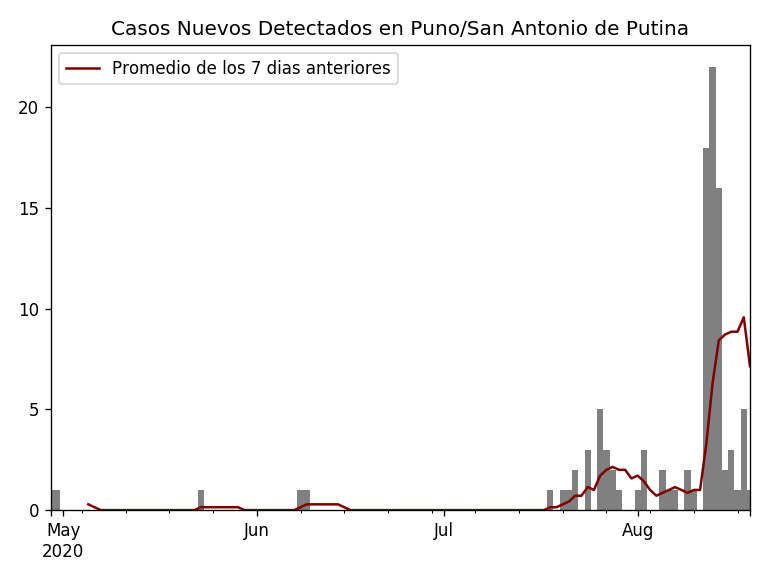 Casos Nuevos Detectados en Puno/San Antonio de Putina
Promedio de los 7 dias anteriores
20
15
10
5
0
May Jun Jul Aug
2020